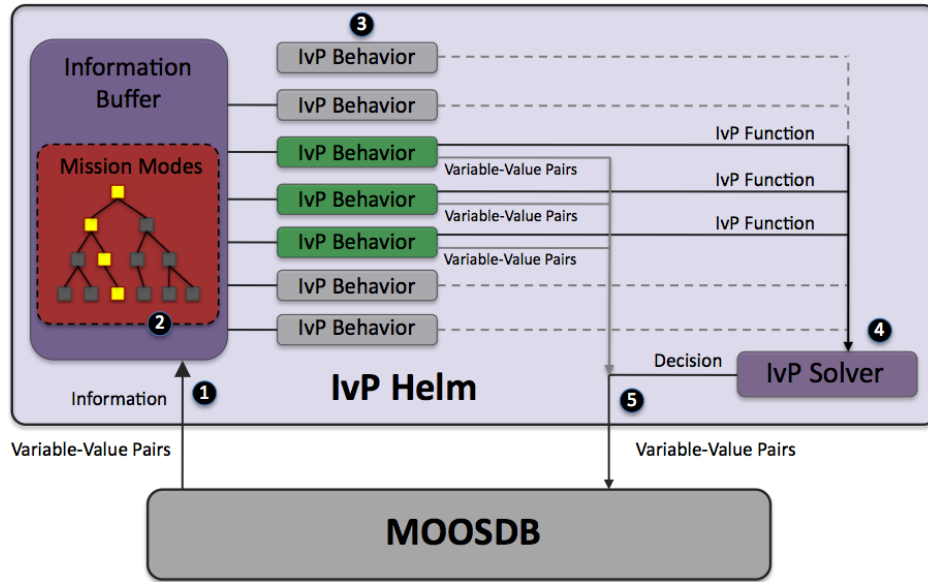 3
Information
Buffer
IvP Behavior
IvP Behavior
IvP Function
IvP Behavior
Mission Modes
Variable-Value Pairs
IvP Function
IvP Behavior
Variable-Value Pairs
IvP Function
IvP Behavior
Variable-Value Pairs
IvP Behavior
2
IvP Behavior
4
Decision
IvP Solver
1
Information
IvP Helm
5
Variable-Value Pairs
Variable-Value Pairs
MOOSDB